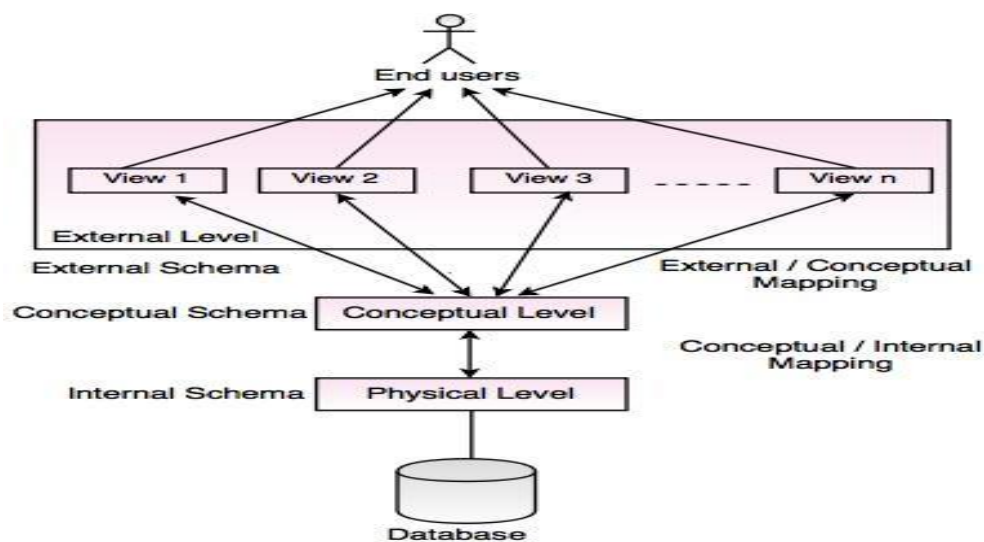 End users
View 1
View 2
View 3
View n
External Level
External Schema
External / Conceptual
Mapping
Conceptual Schema
Conceptual Level
Conceptual / Internal
Mapping
Internal Schema
Physical Level
Database